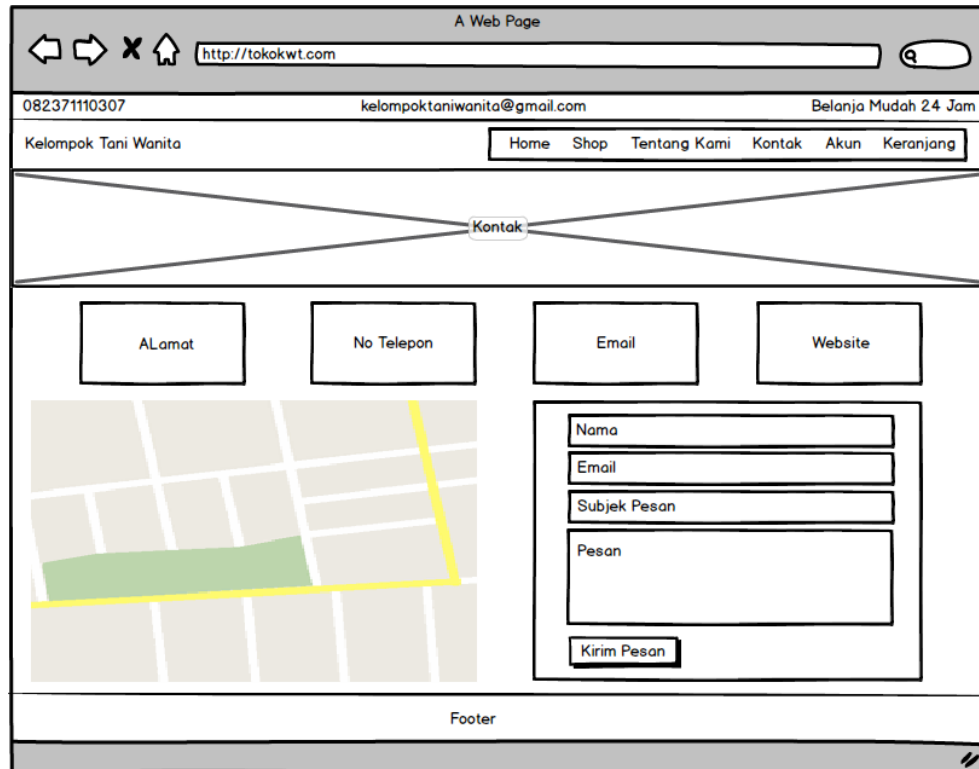 A Web Page
http://tokokwt.com
082371110307 kelompoktaniwanita@gmail.com Belanja Mudah 24 Jam
Kelompok Tani Wanita Home Shop Tentang Kami Kontak Akun Keranjang
Kontak
ALamat No Telepon Email Website
Nama
Email
Subjek Pesan
Pesan
Kirim Pesan
Footer